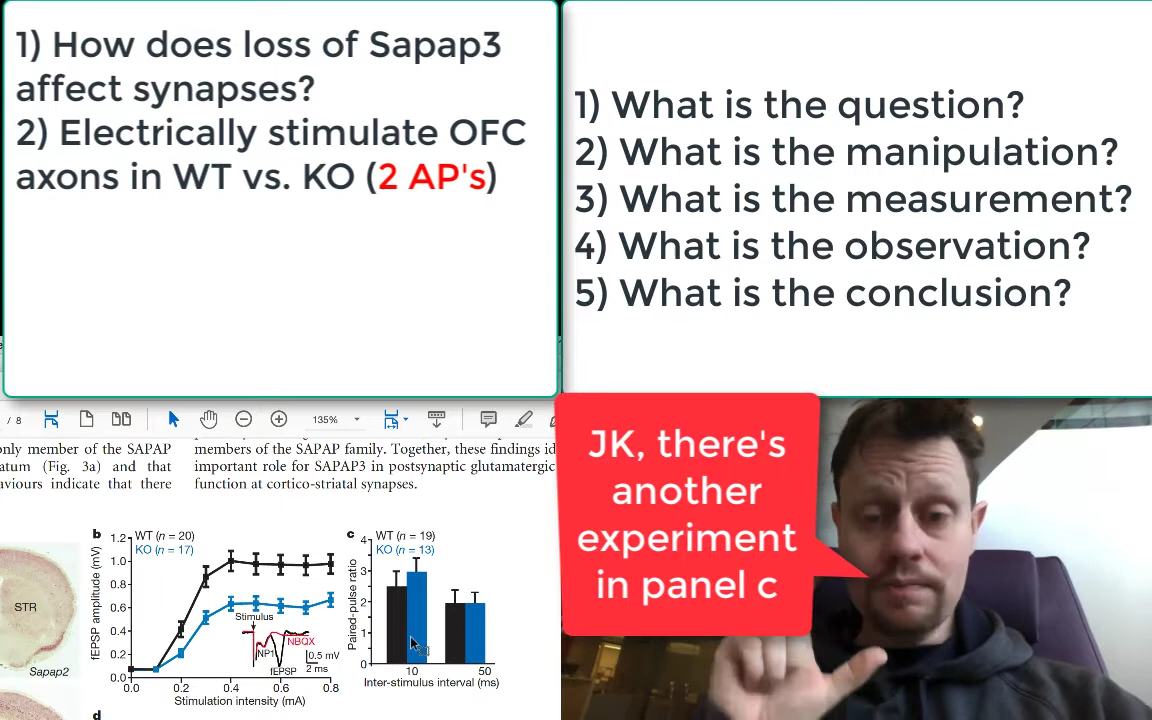 1) How does loss of Sapap3
affect synapses?
2) Electrically stimulate OFC
axons in WT vs. KO (2 AP's)
1) What is the question?
2) What is the manipulation?
3) What is the measurement?
4) What is the observation?
5) What is the conclusion?
/ 8
135%
only member of the SAPAP
atum (Fig. 3a) and that
aviours indicate that there
members of the SAPAP family. Together, these findings id
important role for SAPAP3 in postsynaptic glutamatergic
function at cortico-striatal synapses.
JK, there's
another
experiment
in panel c
STR
Sapap2
b
WT (n = 20)
KO (n = 17)
fEPSP amplitude (mV)
1.2
1.0
0.8
0.6
0.4
0.2
0.0
Stimulus
NBQX
NP1
fEPSP
0.5 mV
2 ms
0.0 0.2 0.4 0.6 0.8
Stimulation intensity (mA)
c
WT (n = 19)
KO (n = 13)
Paired-pulse ratio
4
3
2
1
0
10 50
Inter-stimulus interval (ms)
d